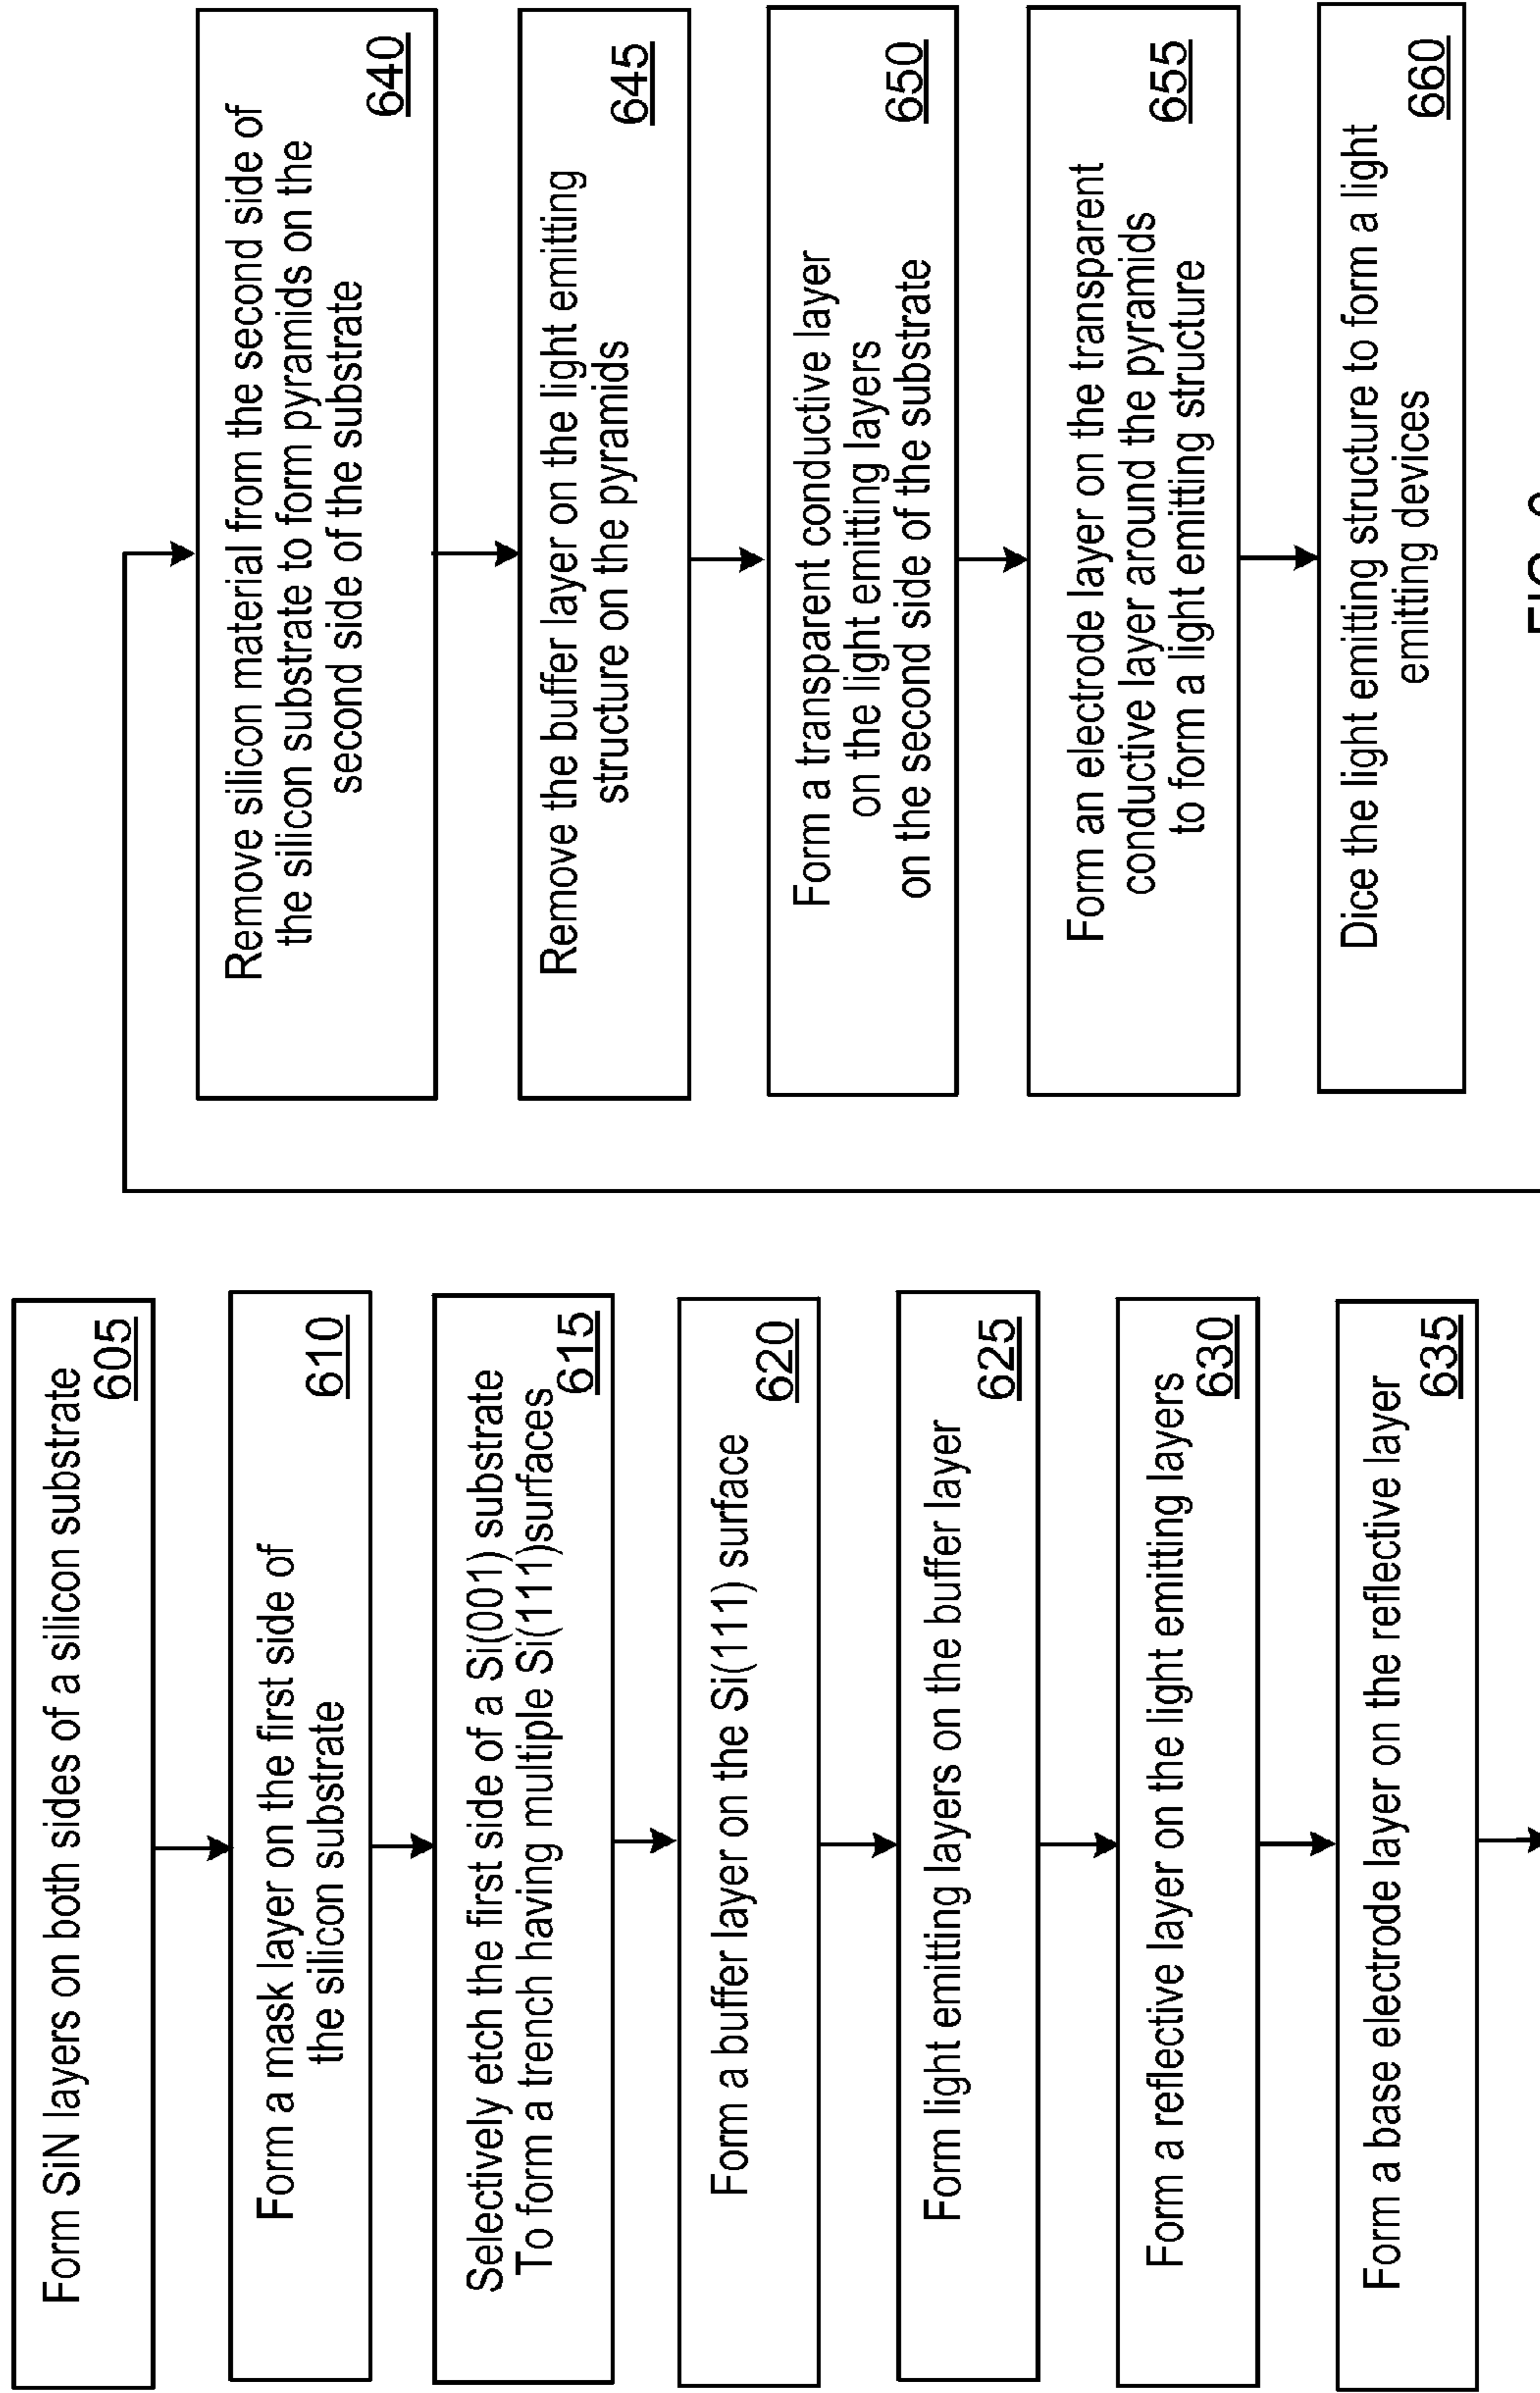 Form SiN layers on both sides of a silicon substrate
605
Form a mask layer on the first side of
the silicon substrate
610
Selectively etch the first side of a Si(001) substrate
To form a trench having multiple Si(111)surfaces
615
Form a buffer layer on the Si(111) surface
620
Form light emitting layers on the buffer layer
625
Form a reflective layer on the light emitting layers
630
Form a base electrode layer on the reflective layer
635
Remove silicon material from the second side of
the silicon substrate to form pyramids on the
second side of the substrate
640
Remove the buffer layer on the light emitting
structure on the pyramids
645
Form a transparent conductive layer
on the light emitting layers
on the second side of the substrate
650
Form an electrode layer on the transparent
conductive layer around the pyramids
to form a light emitting structure
655
Dice the light emitting structure to form a light
emitting devices
660